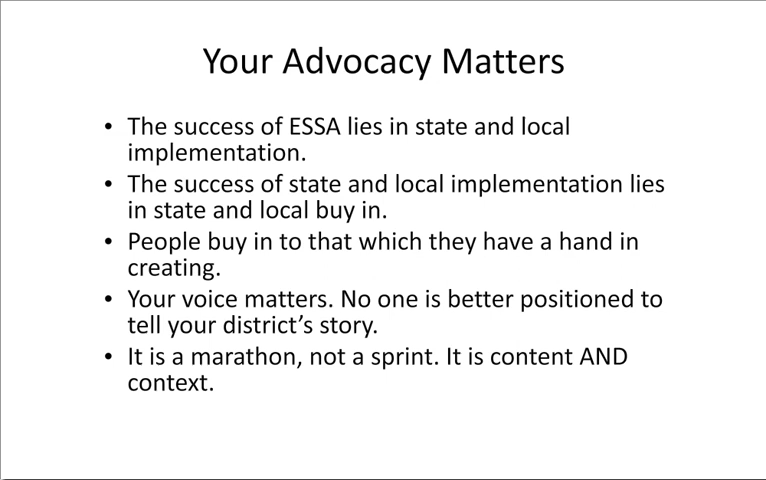 Your Advocacy Matters
• The success of ESSA lies in state and local
implementation.
• The success of state and local implementation lies
in state and local buy in.
• People buy in to that which they have a hand in
creating.
• Your voice matters. No one is better positioned to
tell your district’s story.
• It is a marathon, not a sprint. It is content AND
context.